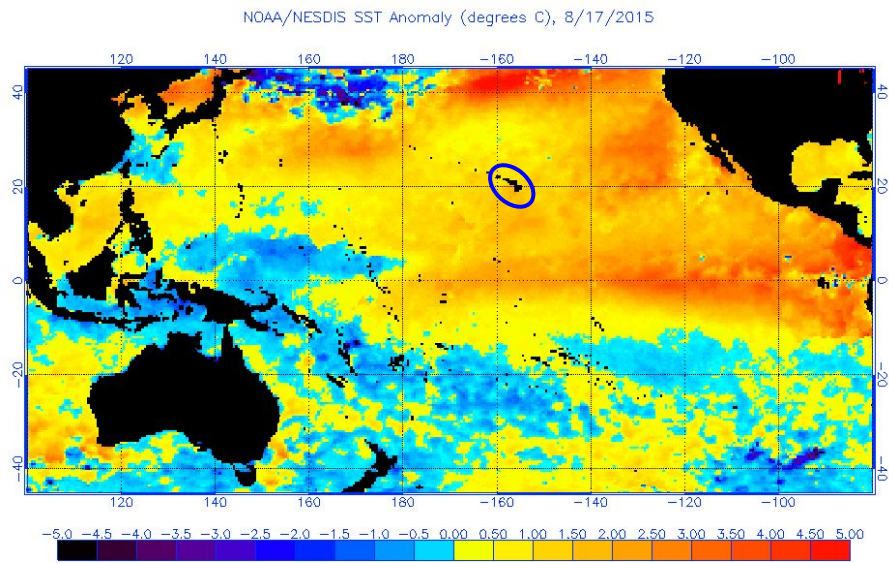 NOAA/NESDIS SST Anomaly (degrees C), 8/17/2015
120 140 160 180 -160 -140 -120 -100
40 40
20 20
0 0
-20 -20
-40 -40
120 140 160 180 -160 -140 -120 -100
-5.0 -4.5 -4.0 -3.5 -3.0 -2.5 -2.0 -1.5 -1.0 -0.5 0.00 0.50 1.00 1.50 2.00 2.50 3.00 3.50 4.00 4.50 5.00